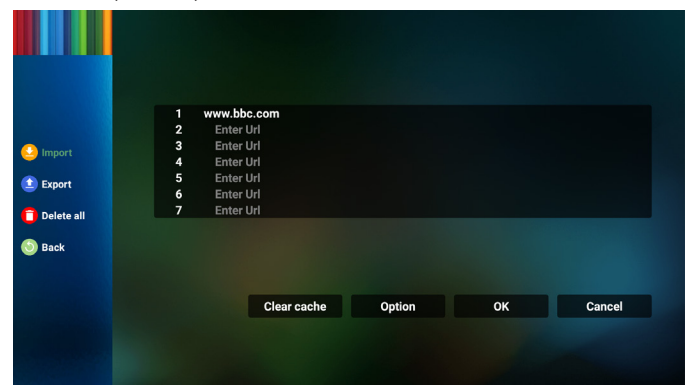 1 www.bbc.com
2 Enter Url
3 Enter Url
4 Enter Url
5 Enter Url
6 Enter Url
7 Enter Url
Import
Export
Delete all
Back
Clear cache Option OK Cancel